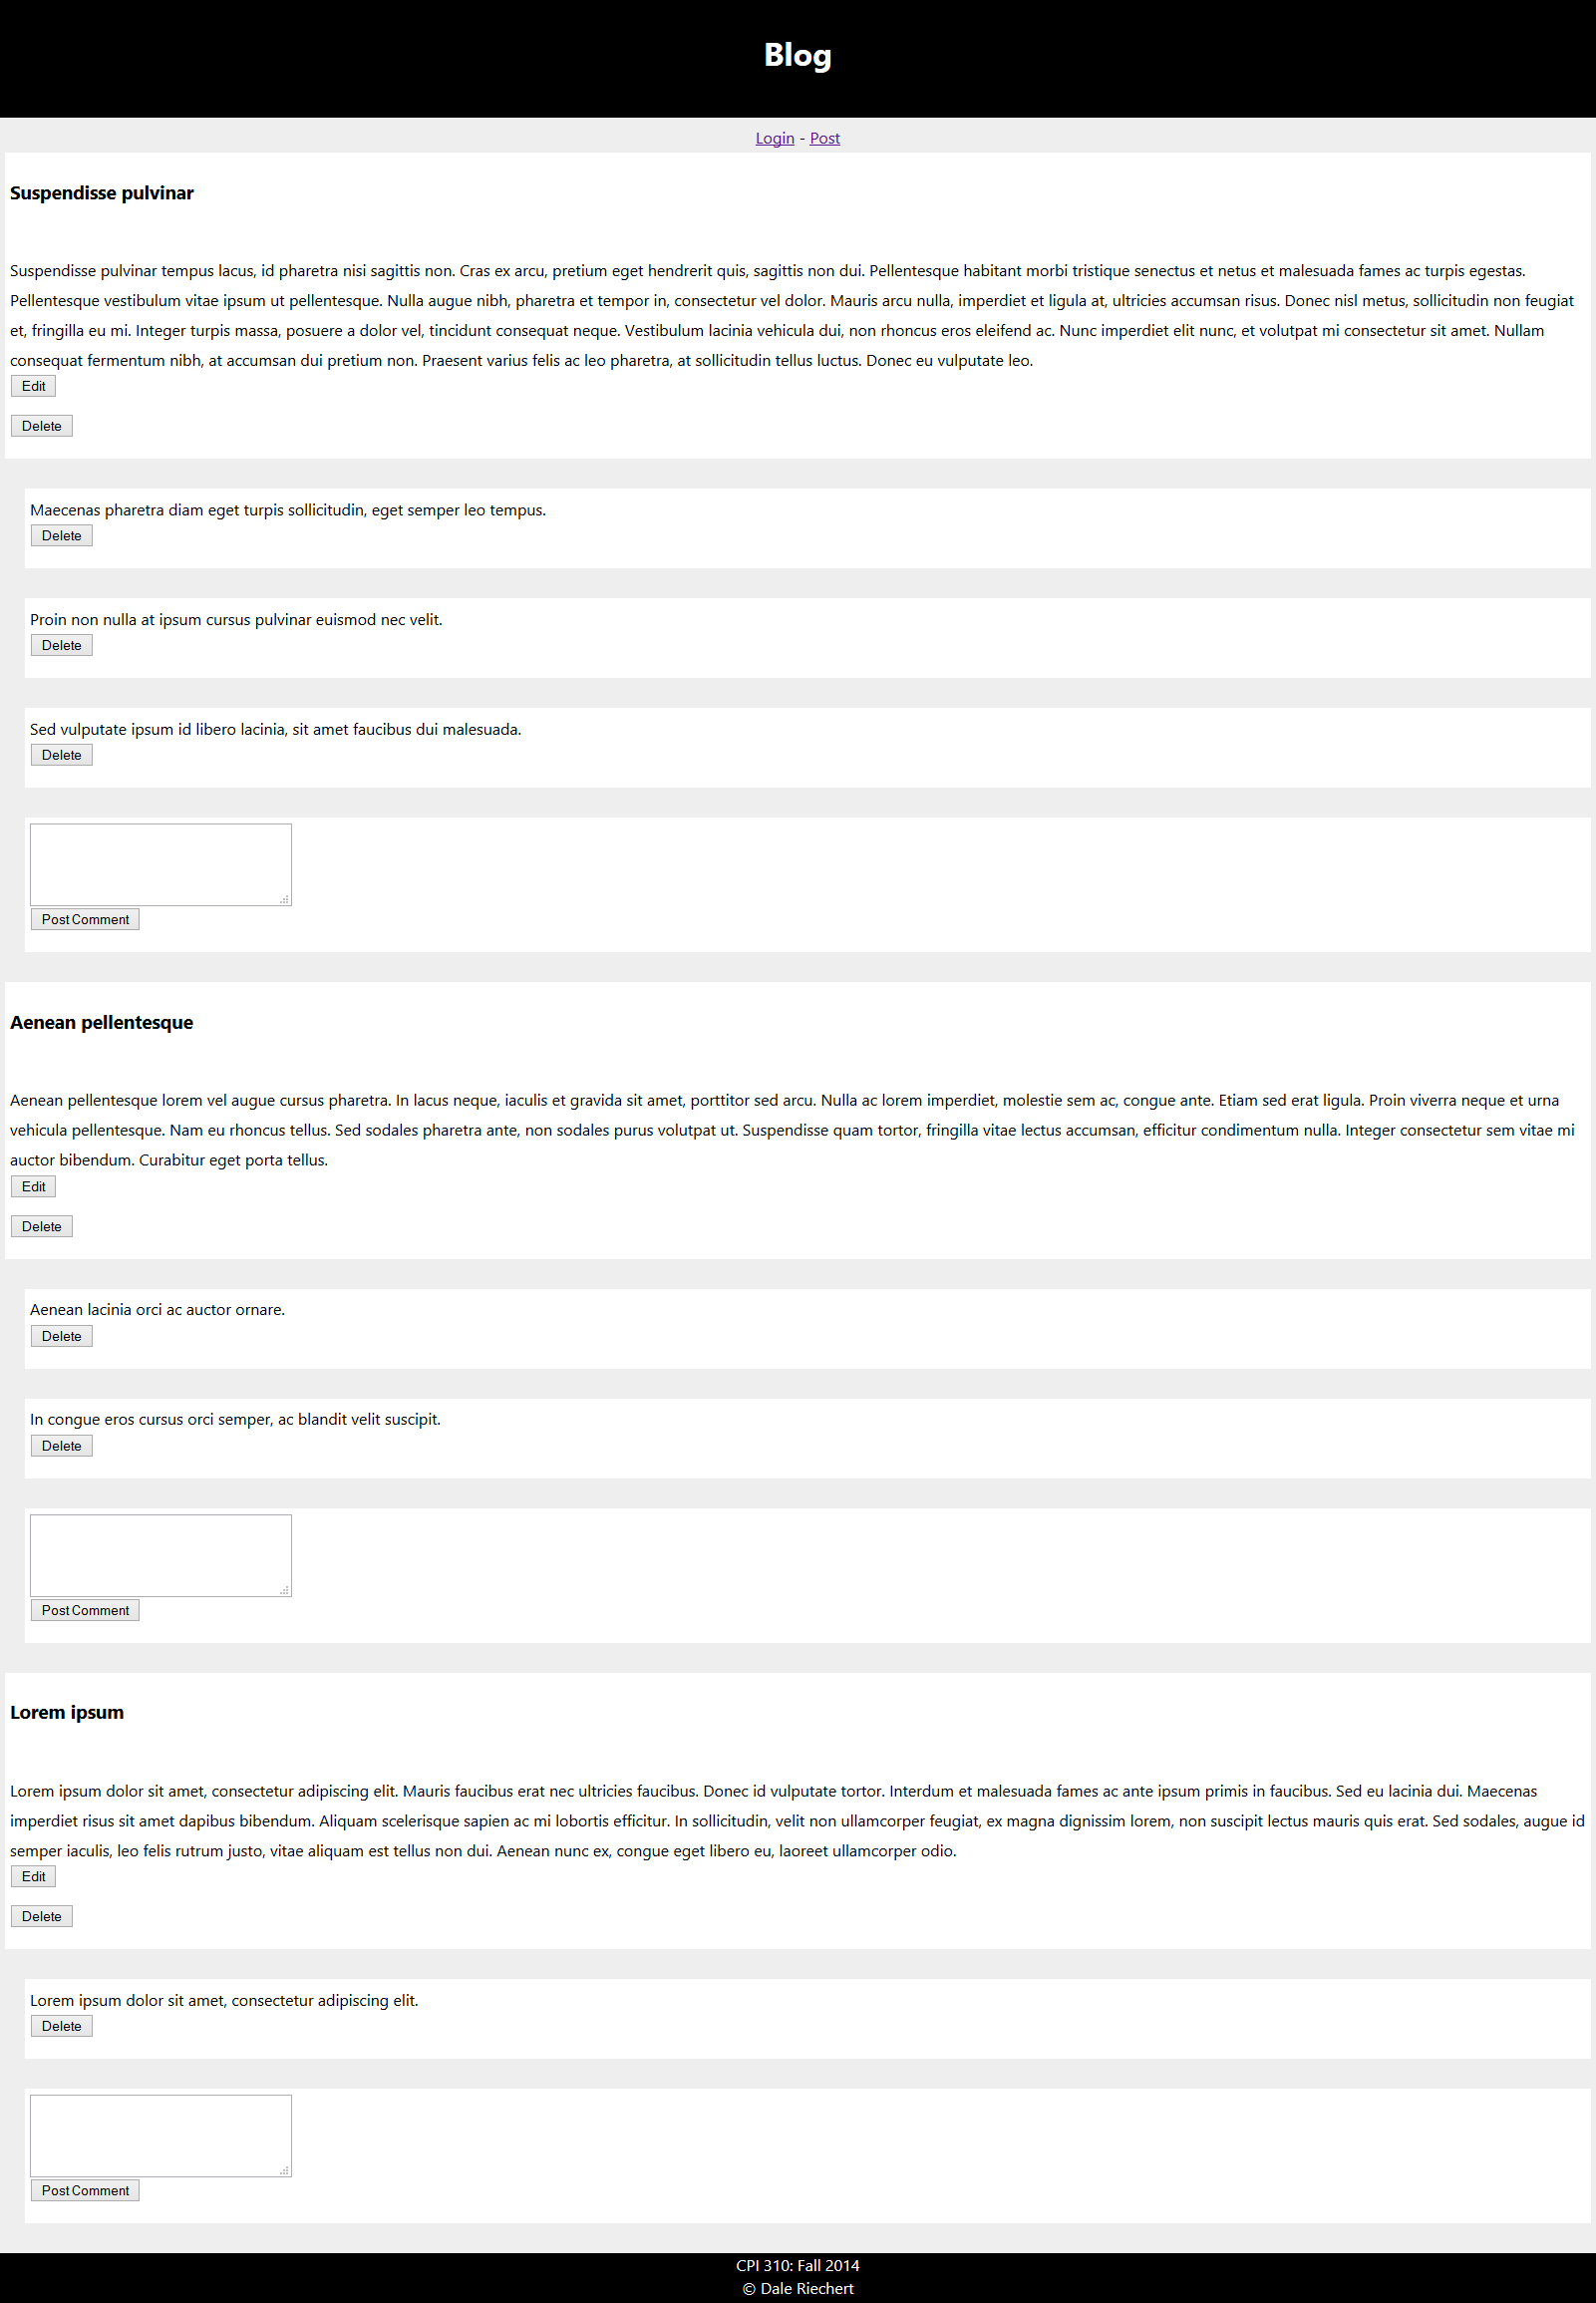 Blog
Login - Post
Suspendisse pulvinar
Suspendisse pulvinar tempus lacus, id pharetra nisi sagittis non. Cras ex arcu, pretium eget hendrerit quis, sagittis non dui. Pellentesque habitant morbi tristique senectus et netus et malesuada fames ac turpis egestas.
Pellentesque vestibulum vitae ipsum ut pellentesque. Nulla augue nibh, pharetra et tempor in, consectetur vel dolor. Mauris arcu nulla, imperdiet et ligula at, ultricies accumsan risus. Donec nisl metus, sollicitudin non feugiat
et, fringilla eu mi. Integer turpis massa, posuere a dolor vel, tincidunt consequat neque. Vestibulum lacinia vehicula dui, non rhoncus eros eleifend ac. Nunc imperdiet elit nunc, et volutpat mi consectetur sit amet. Nullam
consequat fermentum nibh, at accumsan dui pretium non. Praesent varius felis ac leo pharetra, at sollicitudin tellus luctus. Donec eu vulputate leo.
Edit
Delete
Maecenas pharetra diam eget turpis sollicitudin, eget semper leo tempus.
Delete
Proin non nulla at ipsum cursus pulvinar euismod nec velit.
Delete
Sed vulputate ipsum id libero lacinia, sit amet faucibus dui malesuada.
Delete
Post Comment
Aenean pellentesque
Aenean pellentesque lorem vel augue cursus pharetra. In lacus neque, iaculis et gravida sit amet, porttitor sed arcu. Nulla ac lorem imperdiet, molestie sem ac, congue ante. Etiam sed erat ligula. Proin viverra neque et urna
vehicula pellentesque. Nam eu rhoncus tellus. Sed sodales pharetra ante, non sodales purus volutpat ut. Suspendisse quam tortor, fringilla vitae lectus accumsan, efficitur condimentum nulla. Integer consectetur sem vitae mi
auctor bibendum. Curabitur eget porta tellus.
Edit
Delete
Aenean lacinia orci ac auctor ornare.
Delete
In congue eros cursus orci semper, ac blandit velit suscipit.
Delete
Post Comment
Lorem ipsum
Lorem ipsum dolor sit amet, consectetur adipiscing elit. Mauris faucibus erat nec ultricies faucibus. Donec id vulputate tortor. Interdum et malesuada fames ac ante ipsum primis in faucibus. Sed eu lacinia dui. Maecenas
imperdiet risus sit amet dapibus bibendum. Aliquam scelerisque sapien ac mi lobortis efficitur. In sollicitudin, velit non ullamcorper feugiat, ex magna dignissim lorem, non suscipit lectus mauris quis erat. Sed sodales, augue id
semper iaculis, leo felis rutrum justo, vitae aliquam est tellus non dui. Aenean nunc ex, congue eget libero eu, laoreet ullamcorper odio.
Edit
Delete
Lorem ipsum dolor sit amet, consectetur adipiscing elit.
Delete
Post Comment
CPI 310: Fall 2014
© Dale Riechert